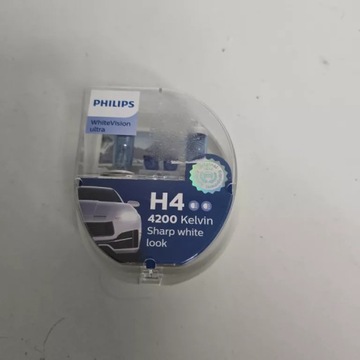 PHILIPS
WhiteVision
ultra
H4
4200 Kelvin
Sharp white
look